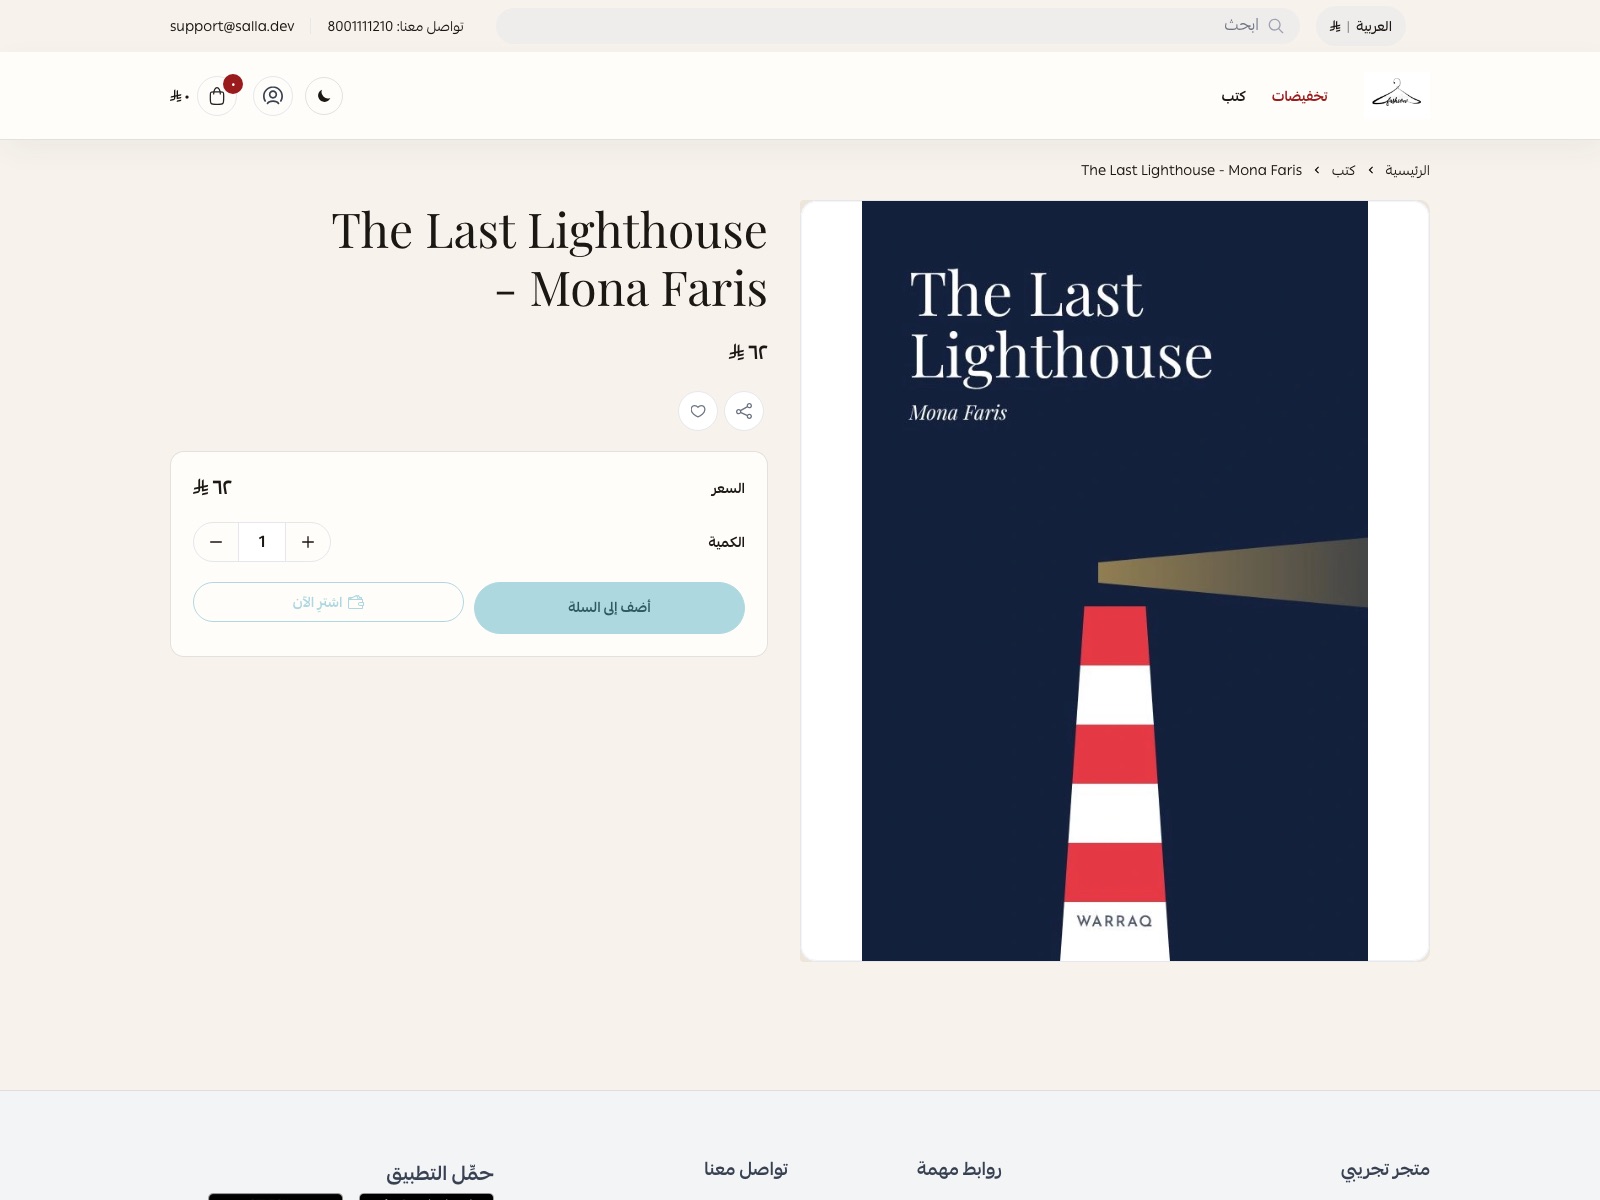 العربية | 
ابحث
تواصل معنا: 8001111210
support@salla.dev
fashion
تخفيضات
كتب
٠
٠
الرئيسية
كتب
The Last Lighthouse - Mona Faris
The Last
Lighthouse
Mona Faris
WARRAQ
The Last Lighthouse
- Mona Faris
٦٢
السعر
٦٢
الكمية
1
أضف إلى السلة
اشترِ الآن
متجر تجريبي
روابط مهمة
تواصل معنا
حمِّل التطبيق